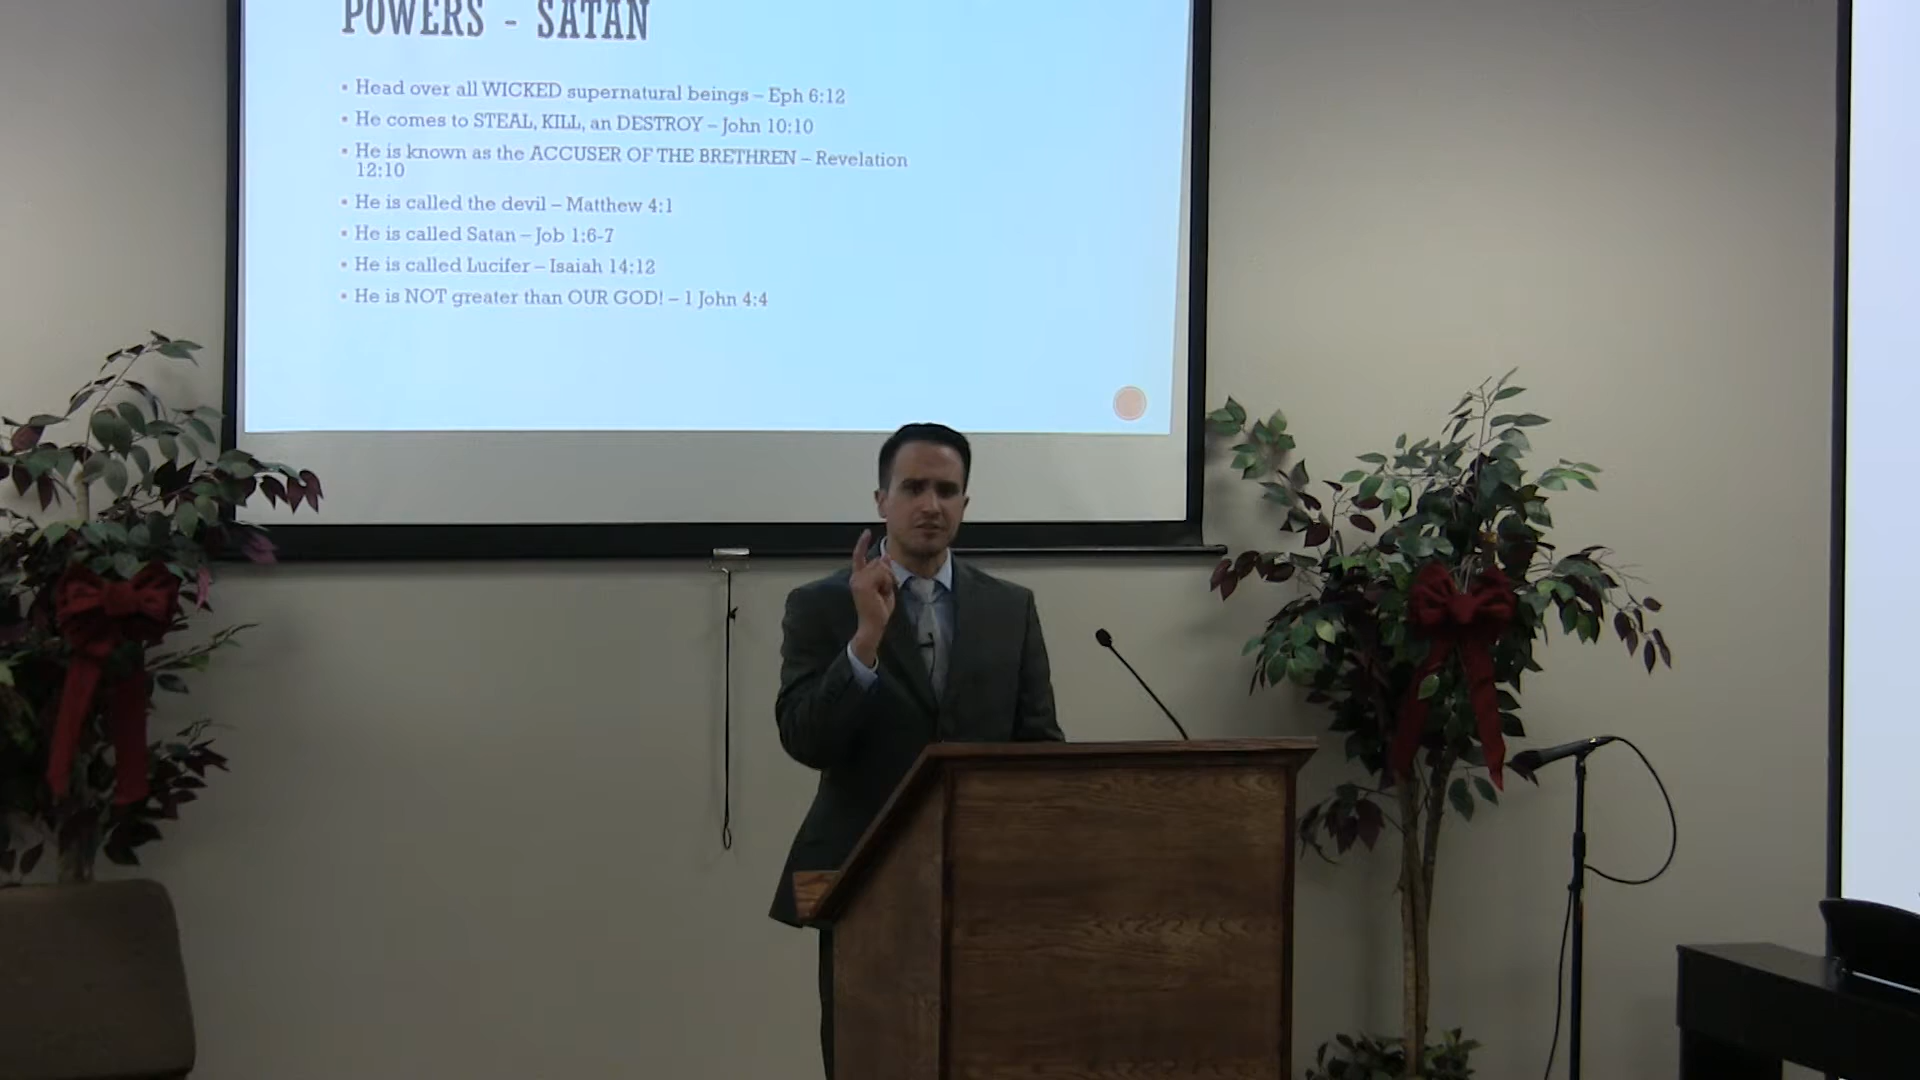 POWERS - SATAN
• Head over all WICKED supernatural beings – Eph 6:12
• He comes to STEAL, KILL, an DESTROY – John 10:10
• He is known as the ACCUSER OF THE BRETHREN – Revelation
12:10
• He is called the devil – Matthew 4:1
• He is called Satan – Job 1:6-7
• He is called Lucifer – Isaiah 14:12
• He is NOT greater than OUR GOD! – 1 John 4:4